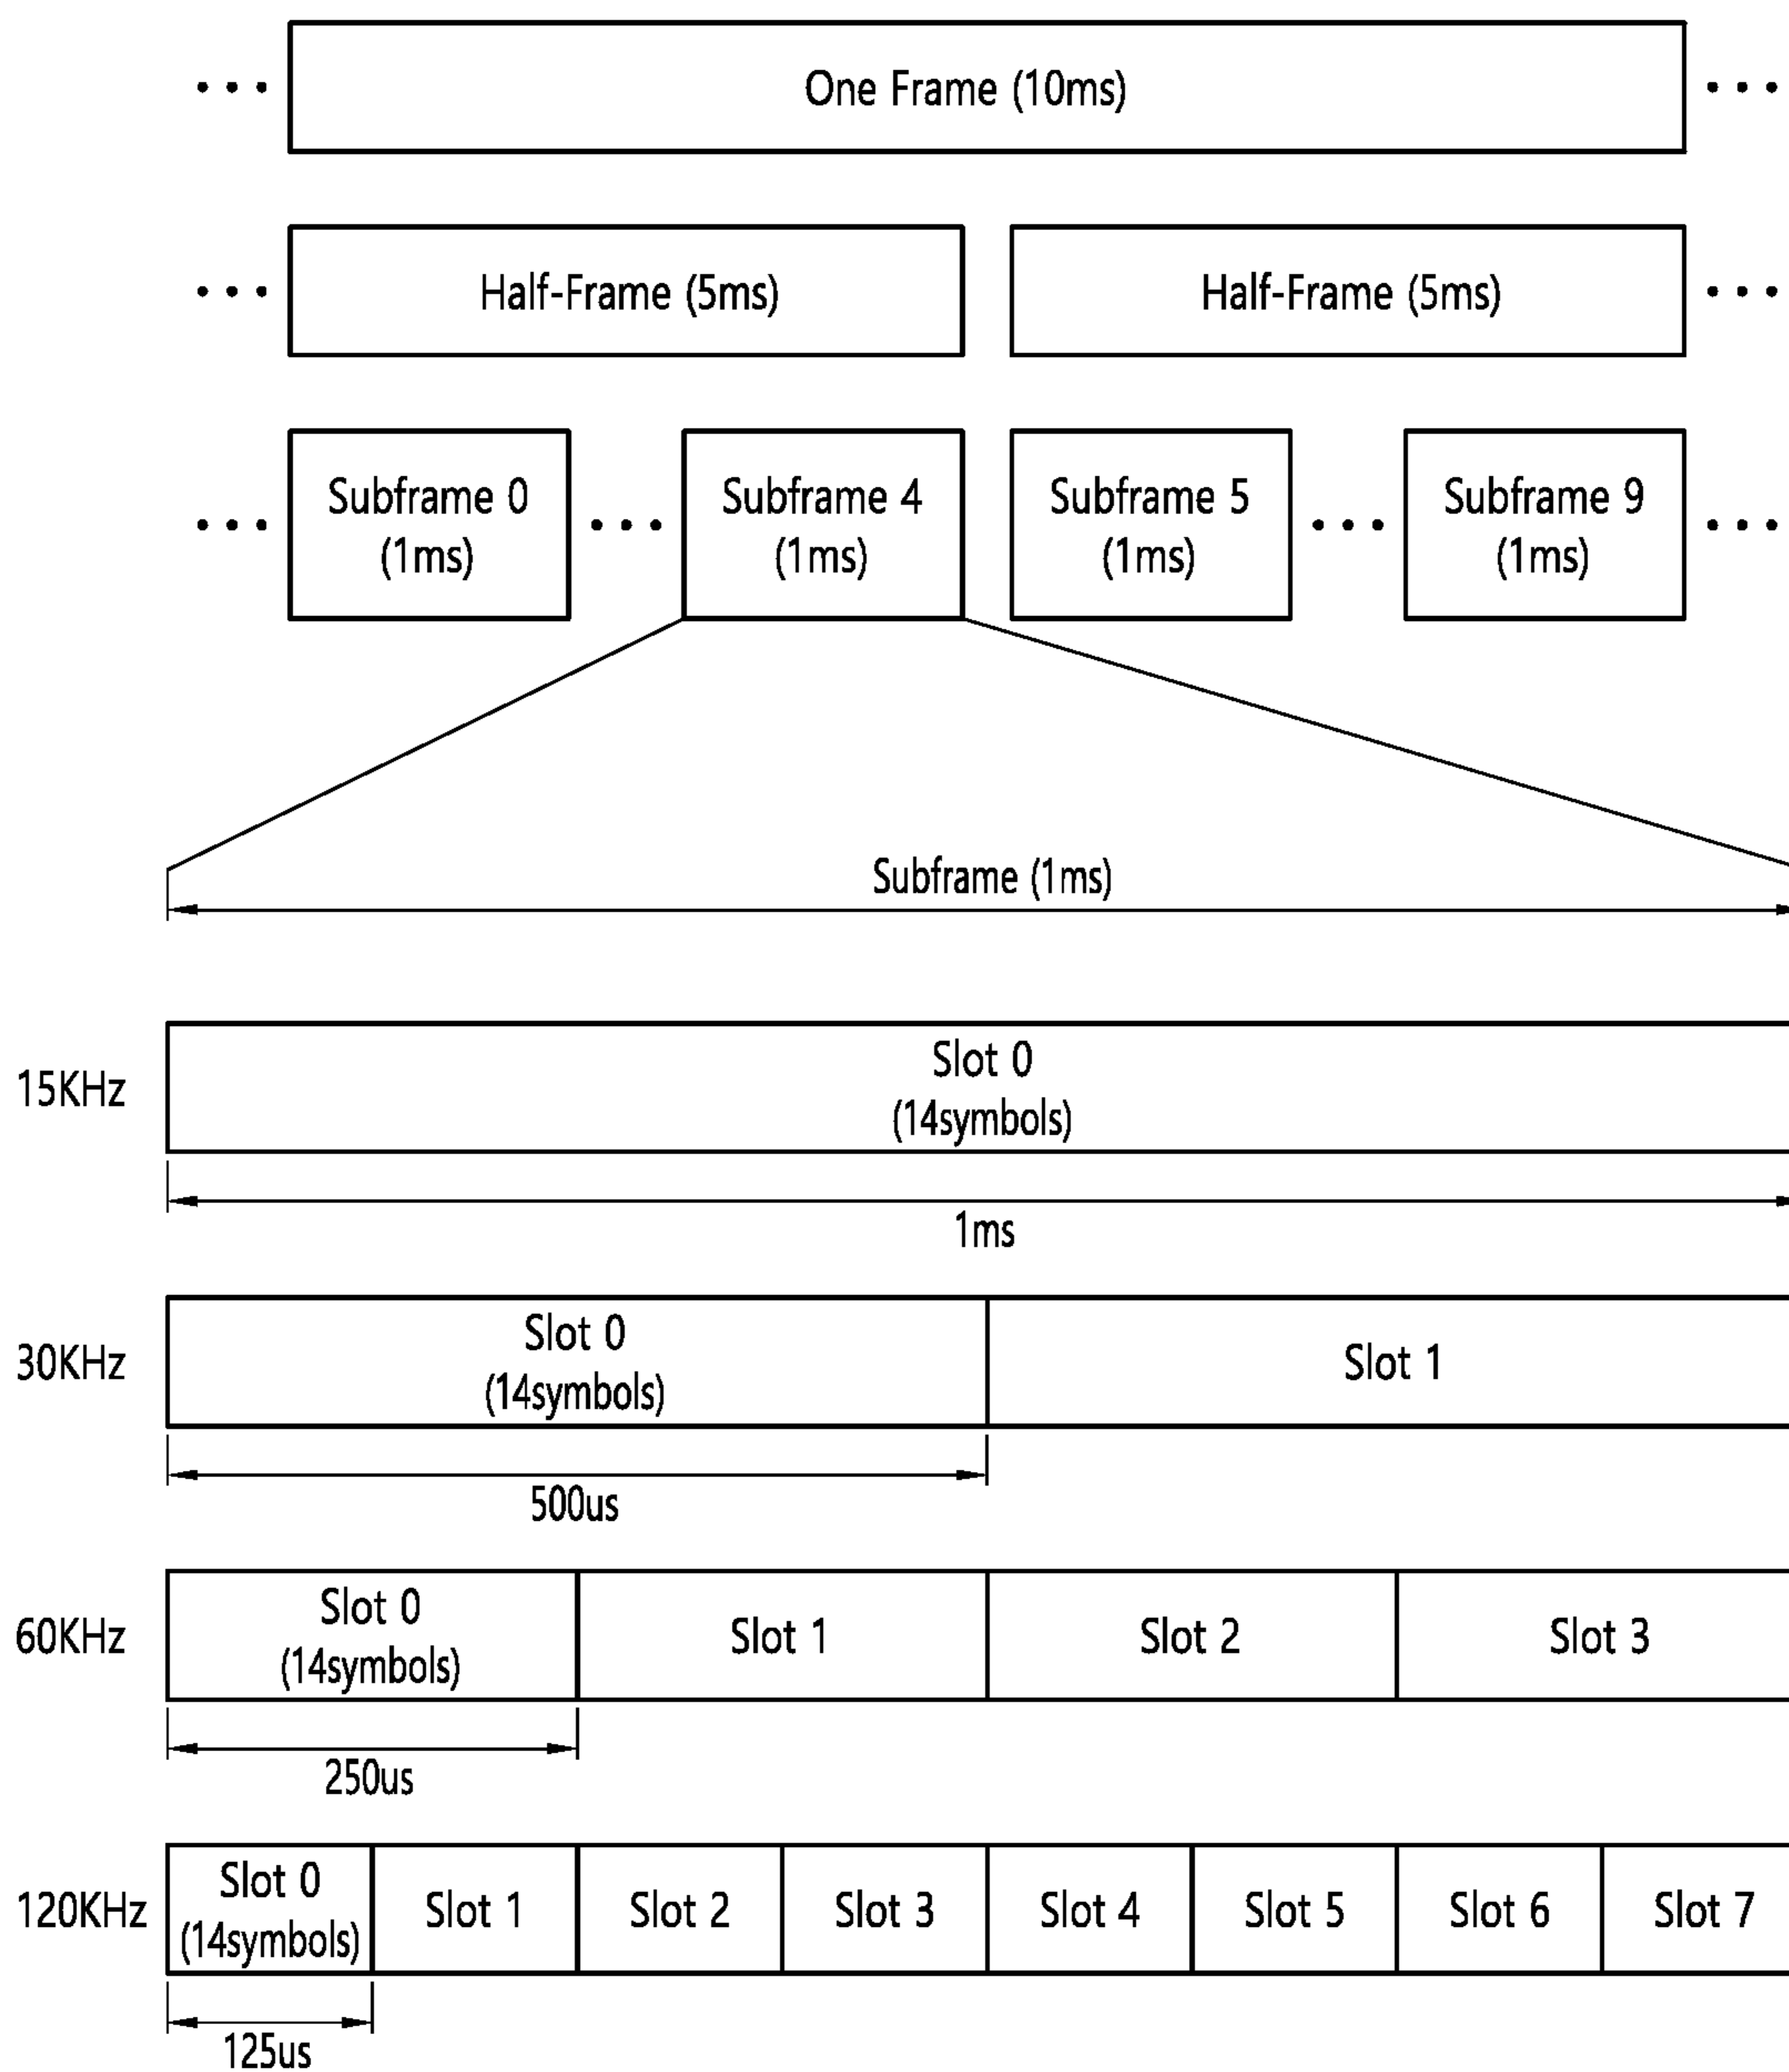 One Frame (10ms)
Half-Frame (5ms)
Half-Frame (5ms)
Subframe 0
(1ms)
Subframe 4
(1ms)
Subframe 5
(1ms)
Subframe 9
(1ms)
Subframe (1ms)
15KHz
Slot 0
(14symbols)
1ms
30KHz
Slot 0
(14symbols)
Slot 1
500us
60KHz
Slot 0
(14symbols)
Slot 1
Slot 2
Slot 3
250us
120KHz
Slot 0
(14symbols)
Slot 1
Slot 2
Slot 3
Slot 4
Slot 5
Slot 6
Slot 7
125us